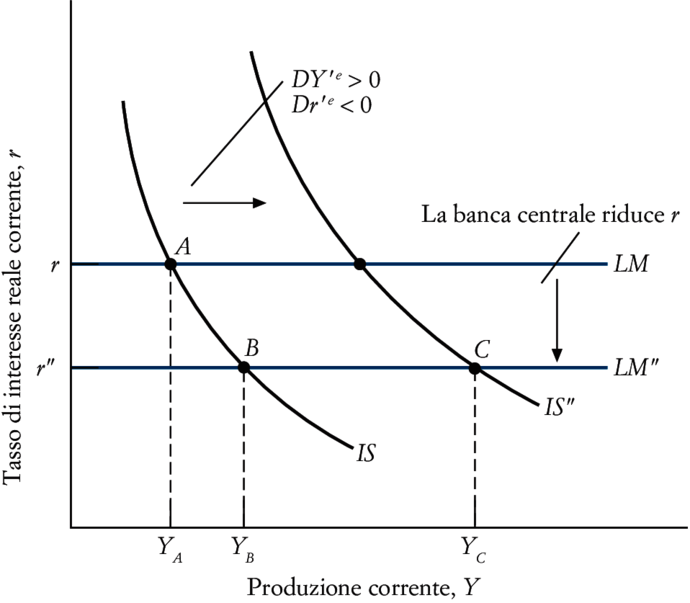 DY'ᵉ > 0
Dr'ᵉ < 0
La banca centrale riduce r
A
r
LM
B
C
r"
LM"
IS"
IS
Y_A
Y_B
Y_C
Produzione corrente, Y
Tasso di interesse reale corrente, r